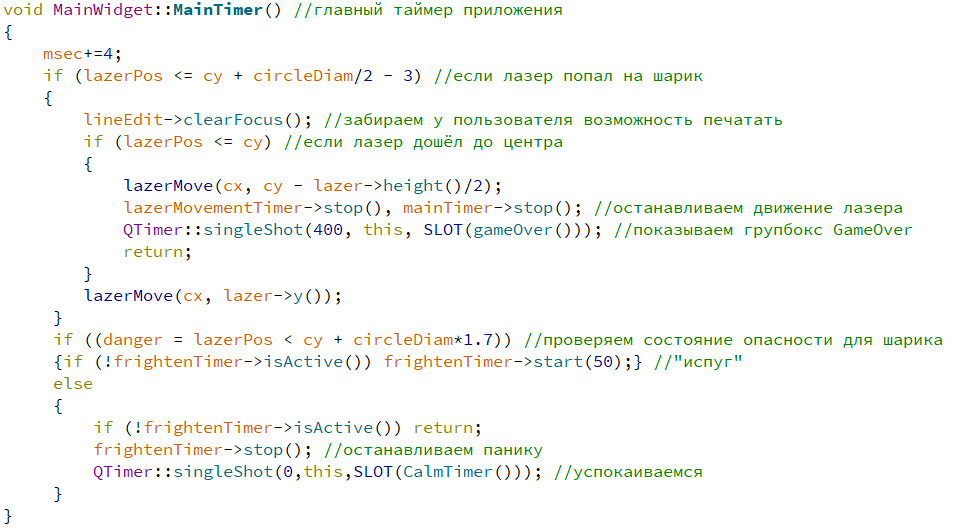 void MainWidget::MainTimer() //главный таймер приложения
{
    msec+=4;
    if (lazerPos <= cy + circleDiam/2 - 3) //если лазер попал на шарик
    {
        lineEdit->clearFocus(); //забираем у пользователя возможность печатать
        if (lazerPos <= cy) //если лазер дошёл до центра
        {
            lazerMove(cx, cy - lazer->height()/2);
            lazerMovementTimer->stop(), mainTimer->stop(); //останавливаем движение лазера
            QTimer::singleShot(400, this, SLOT(gameOver())); //показываем групбокс GameOver
            return;
        }
        lazerMove(cx, lazer->y());
     }
     if ((danger = lazerPos < cy + circleDiam*1.7)) //проверяем состояние опасности для шарика
     {if (!frightenTimer->isActive()) frightenTimer->start(50);} //"испуг"
     else
     {
         if (!frightenTimer->isActive()) return;
         frightenTimer->stop(); //останавливаем панику
         QTimer::singleShot(0,this,SLOT(CalmTimer())); //успокаиваемся
     }
}